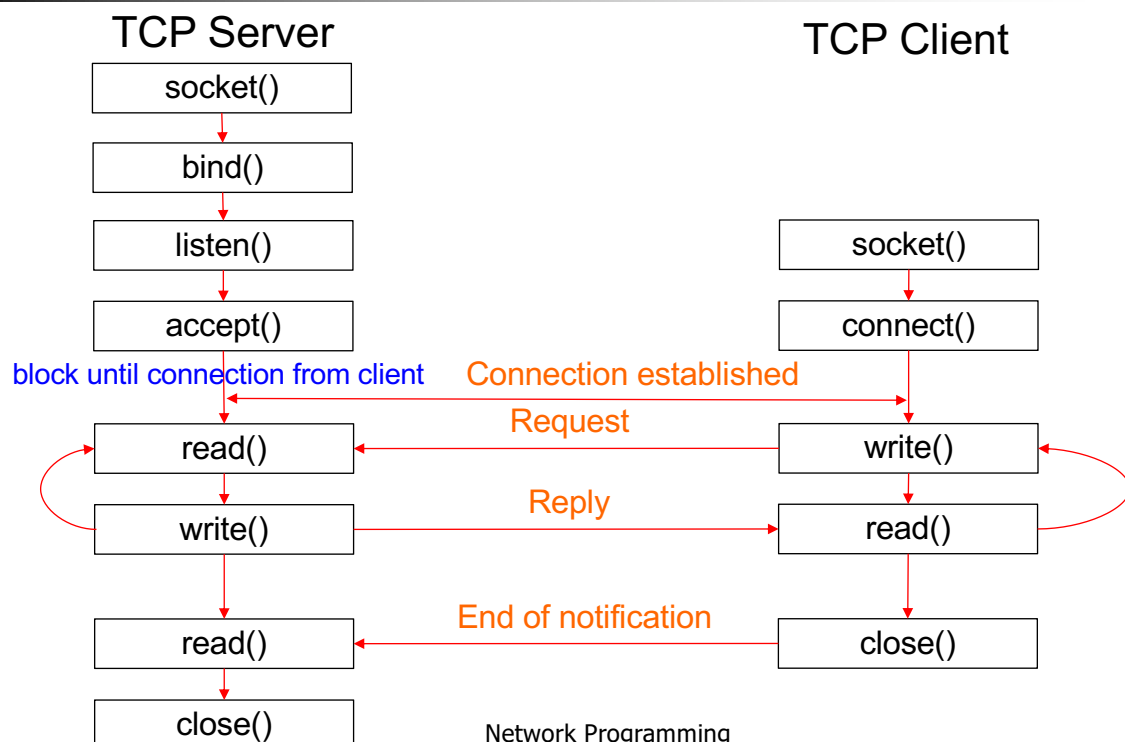 TCP Server
TCP Client
socket()
bind()
listen()
socket()
accept()
connect()
block until connection from client
Connection established
Request
read()
write()
Reply
write()
read()
End of notification
read()
close()
close()
Network Programming